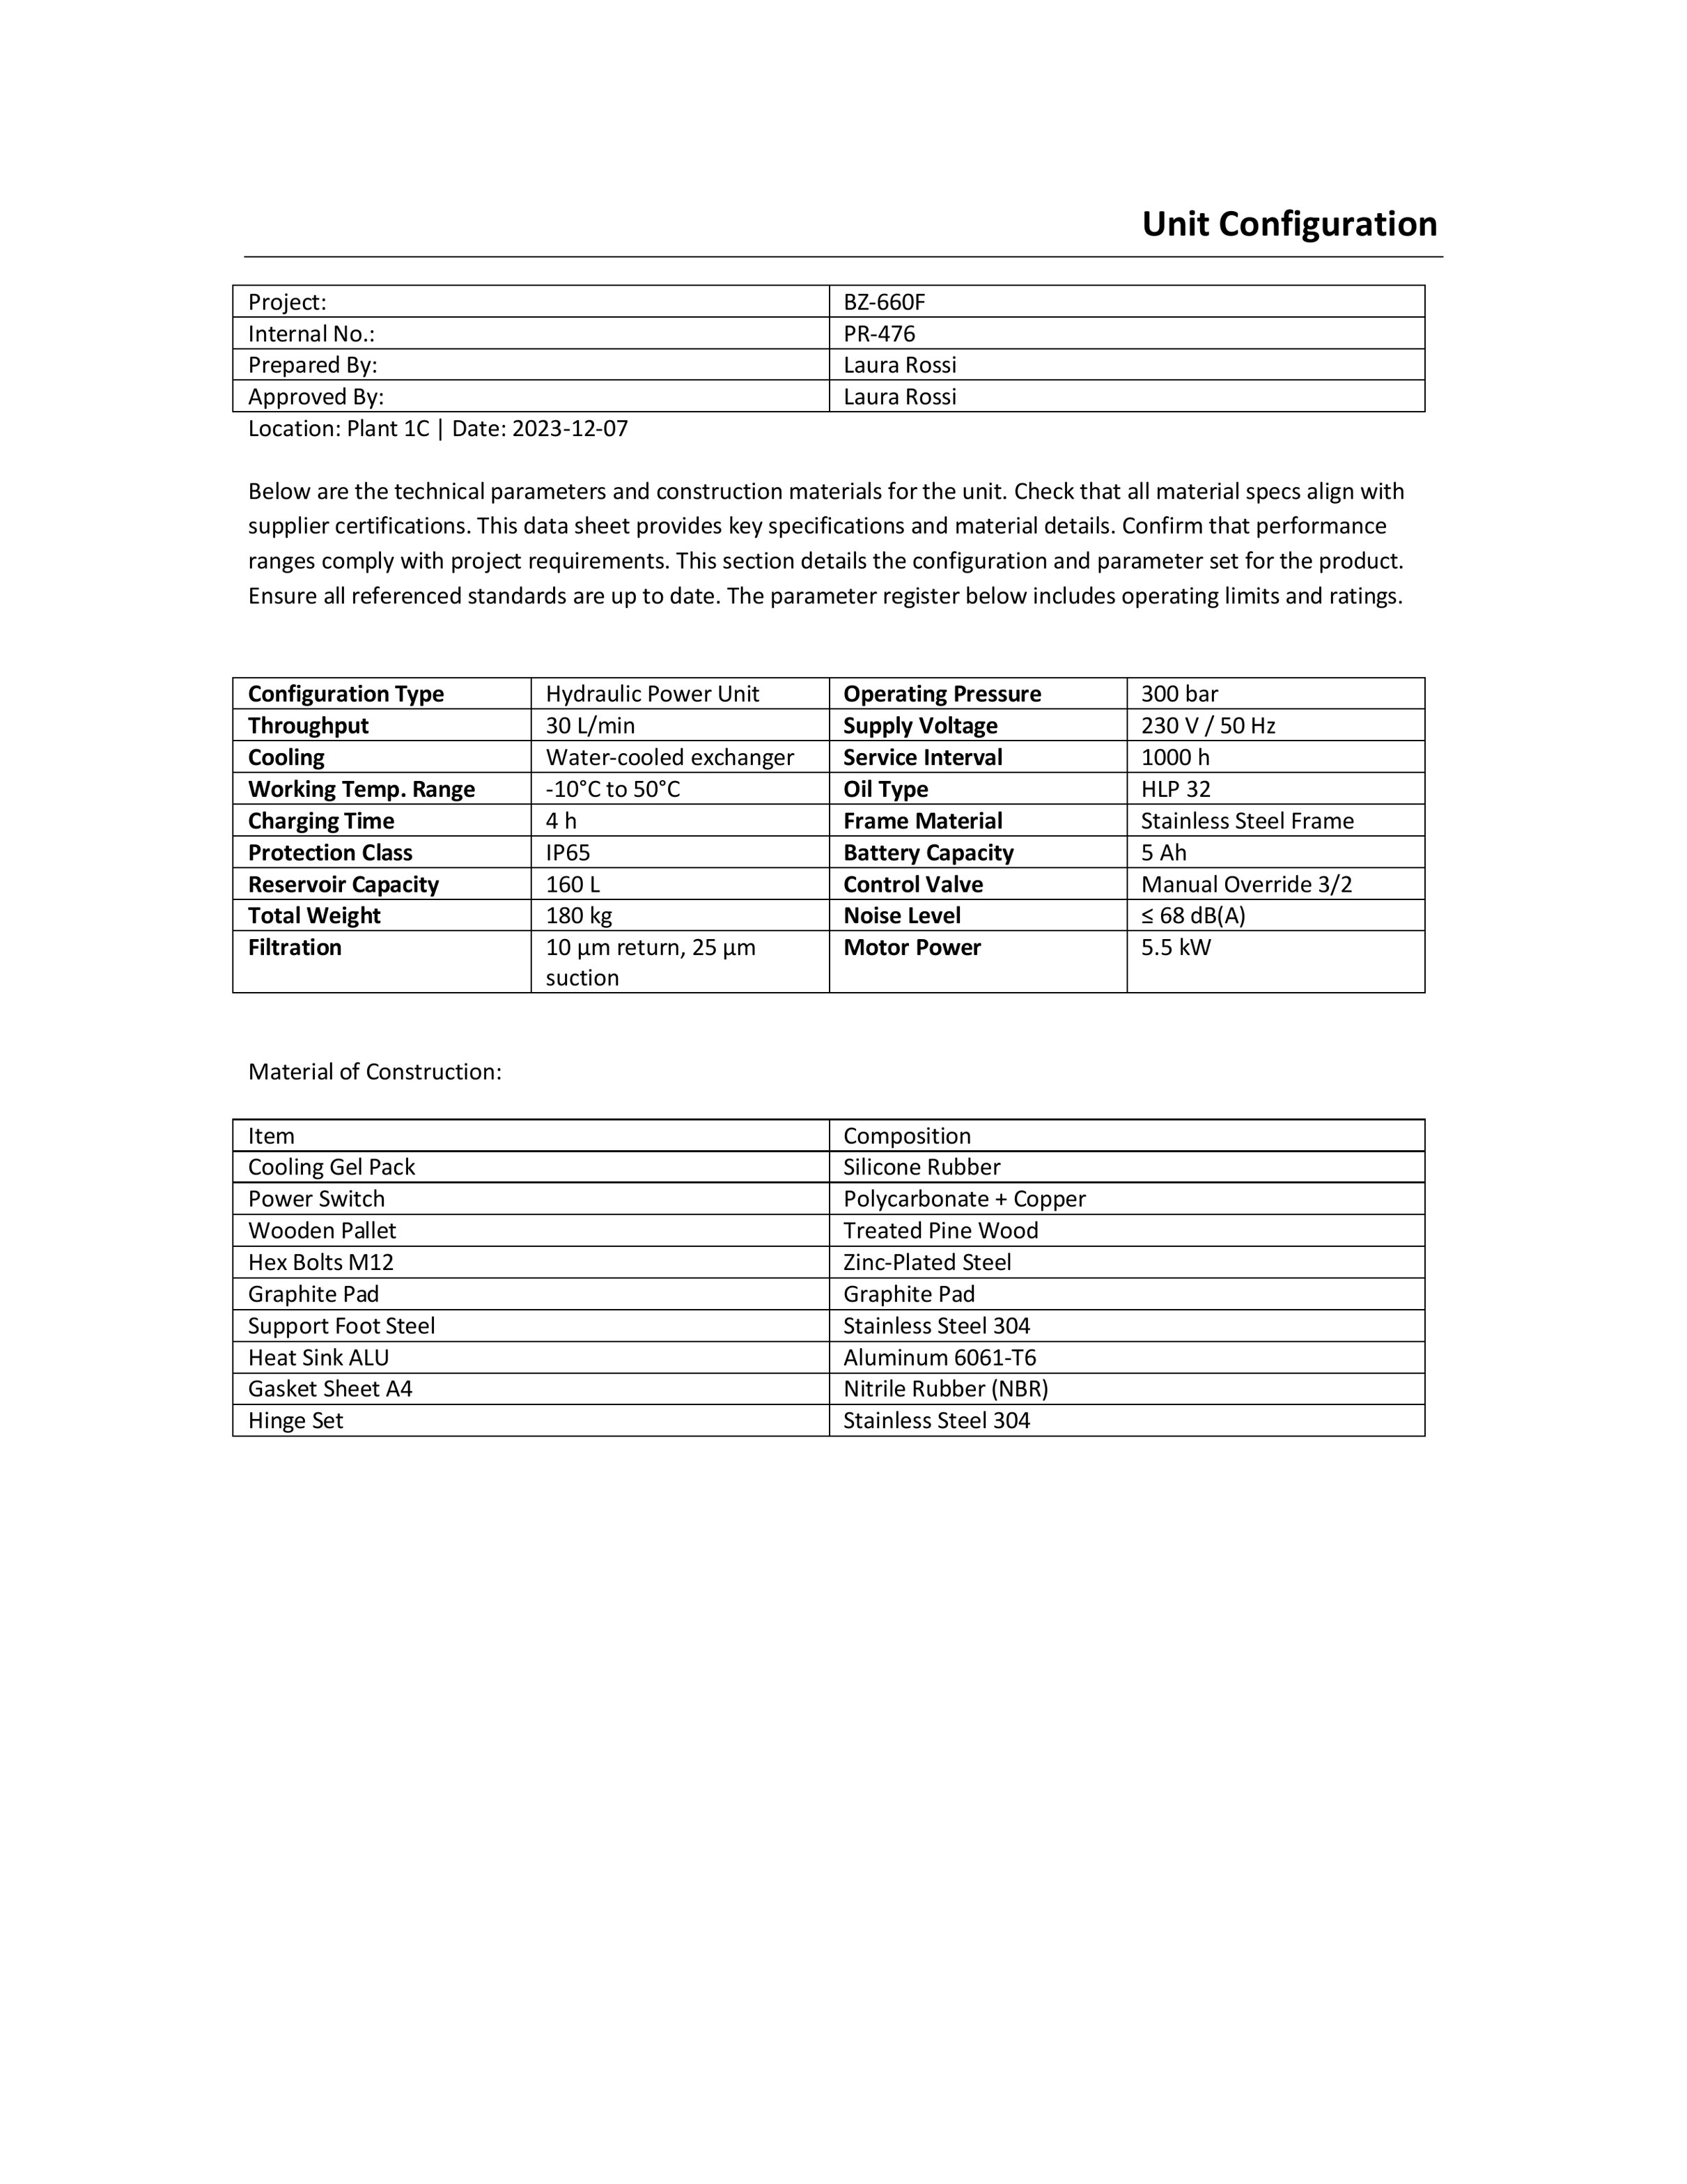 Unit Configuration
Project: BZ-660F
Internal No.: PR-476
Prepared By: Laura Rossi
Approved By: Laura Rossi
Location: Plant 1C | Date: 2023-12-07
Below are the technical parameters and construction materials for the unit. Check that all material specs align with
supplier certifications. This data sheet provides key specifications and material details. Confirm that performance
ranges comply with project requirements. This section details the configuration and parameter set for the product.
Ensure all referenced standards are up to date. The parameter register below includes operating limits and ratings.
Configuration Type Hydraulic Power Unit Operating Pressure 300 bar
Throughput 30 L/min Supply Voltage 230 V / 50 Hz
Cooling Water-cooled exchanger Service Interval 1000 h
Working Temp. Range -10°C to 50°C Oil Type HLP 32
Charging Time 4 h Frame Material Stainless Steel Frame
Protection Class IP65 Battery Capacity 5 Ah
Reservoir Capacity 160 L Control Valve Manual Override 3/2
Total Weight 180 kg Noise Level ≤ 68 dB(A)
Filtration 10 µm return, 25 µm Motor Power 5.5 kW
suction
Material of Construction:
Item Composition
Cooling Gel Pack Silicone Rubber
Power Switch Polycarbonate + Copper
Wooden Pallet Treated Pine Wood
Hex Bolts M12 Zinc-Plated Steel
Graphite Pad Graphite Pad
Support Foot Steel Stainless Steel 304
Heat Sink ALU Aluminum 6061-T6
Gasket Sheet A4 Nitrile Rubber (NBR)
Hinge Set Stainless Steel 304